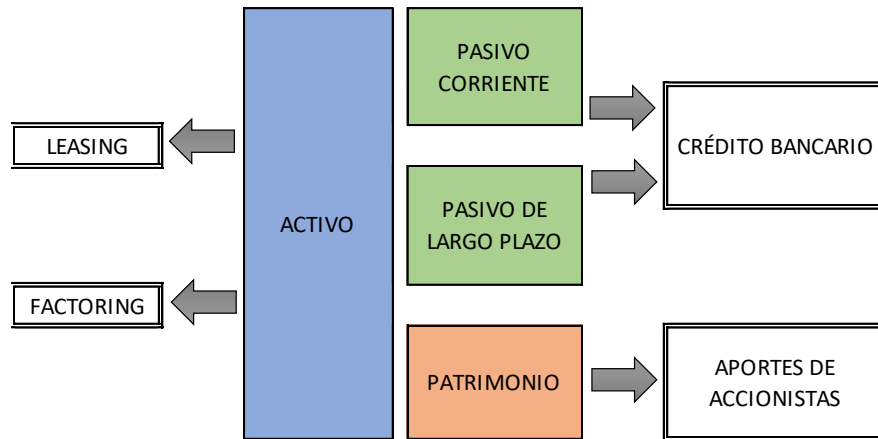 PASIVO
CORRIENTE
LEASING
CRÉDITO BANCARIO
ACTIVO
PASIVO DE
LARGO PLAZO
FACTORING
PATRIMONIO
APORTES DE
ACCIONISTAS